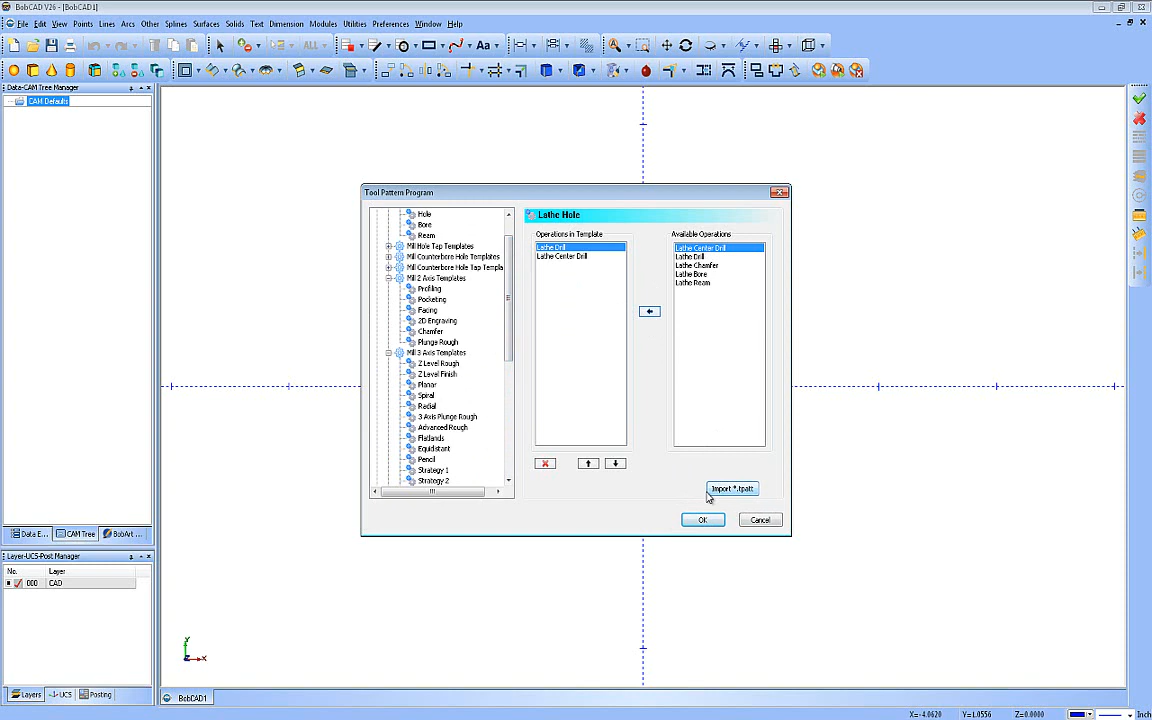 BobCAD V26 - [BobCAD1]
File Edit View Points Lines Arcs Other Splines Surfaces Solids Text Dimension Modules Utilities Preferences Window Help
ALL
Aa
Data-CAM Tree Manager
CAM Defaults
Data E... CAM Tree BobArt ...
Layer-UCS-Post Manager
No. Layer
000 CAD
Layers UCS Posting
BobCAD1
X=-4.0620 Y=1.0556 Z=0.0000 Inch
Y
X
Tool Pattern Program
Hole
Bore
Ream
Mill Hole Tap Templates
Mill Counterbore Hole Templates
Mill Counterbore Hole Tap Templa
Mill 2 Axis Templates
Profiling
Pocketing
Facing
2D Engraving
Chamfer
Plunge Rough
Mill 3 Axis Templates
Z Level Rough
Z Level Finish
Planar
Spiral
Radial
3 Axis Plunge Rough
Advanced Rough
Flatlands
Equidistant
Pencil
Strategy 1
Strategy 2
Lathe Hole
Operations in Template
Lathe Drill
Lathe Center Drill
Available Operations
Lathe Center Drill
Lathe Drill
Lathe Chamfer
Lathe Bore
Lathe Ream
Import *.tpatt
OK Cancel